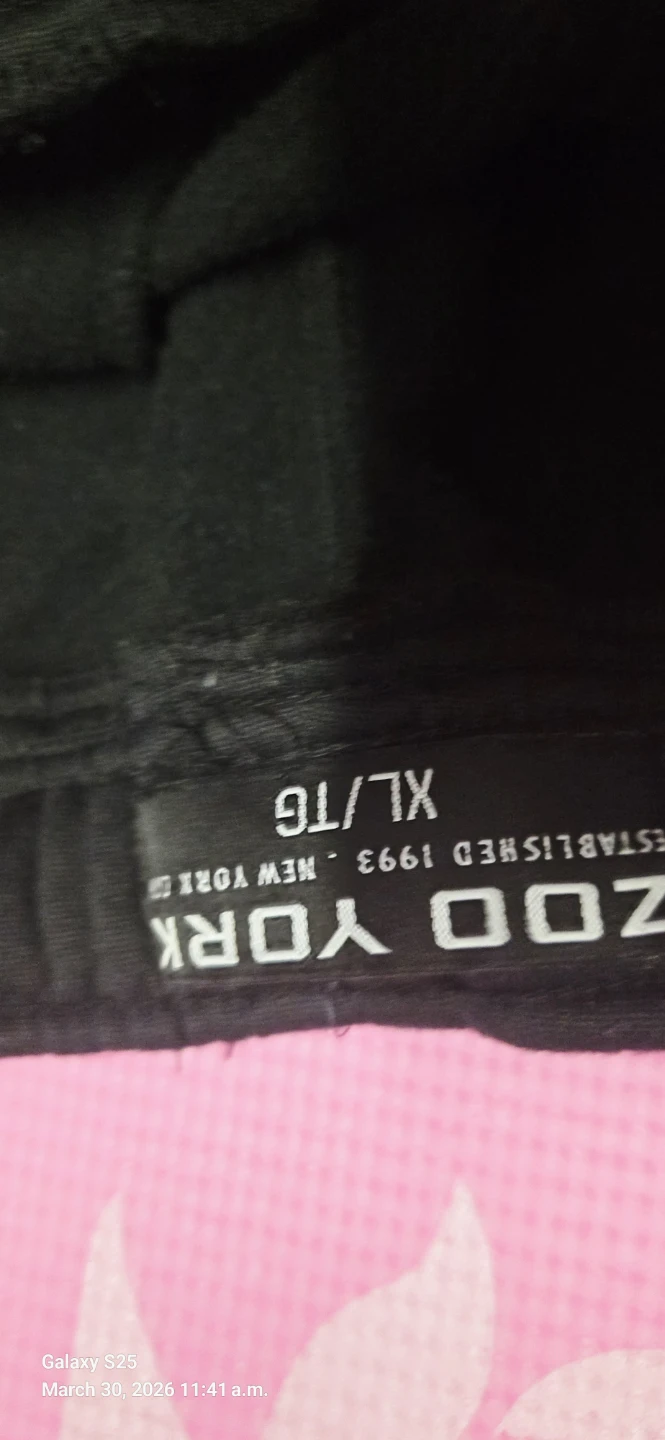 ZOO YORK
ESTABLISHED 1993 - NEW YORK
XL/TG
Galaxy S25
March 30, 2026 11:41 a.m.